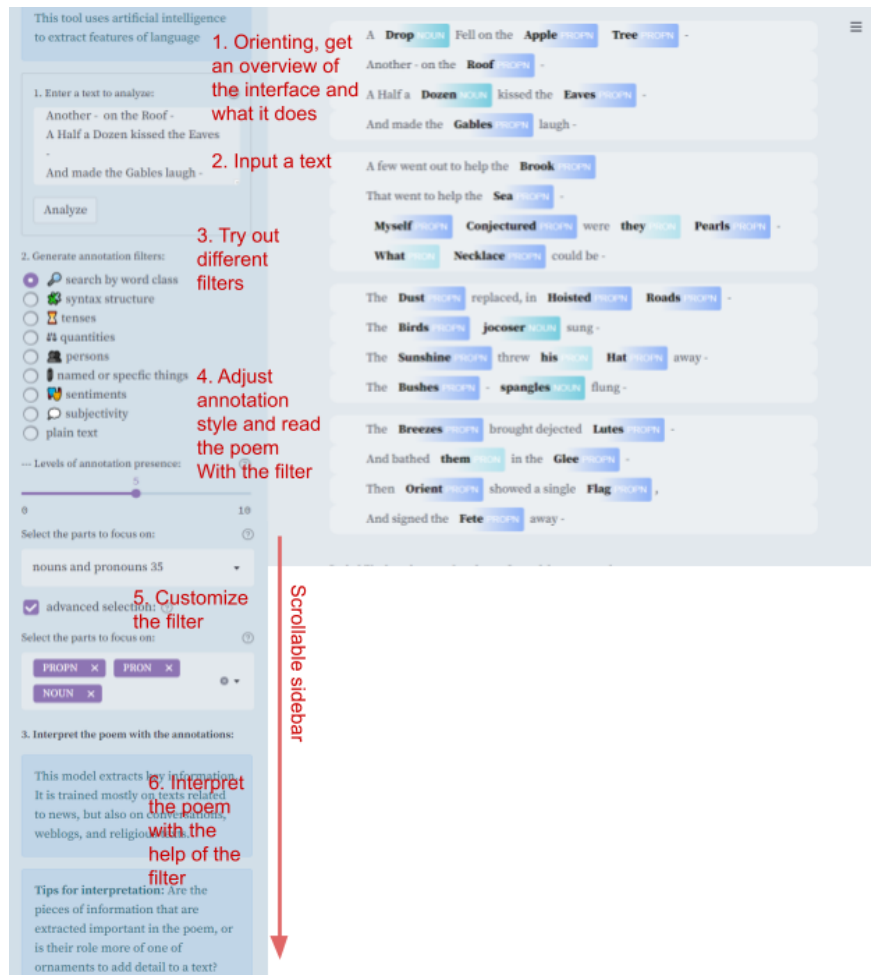 This tool uses artificial intelligence
to extract features of language
1. Enter a text to analyze:
Another - on the Roof -
A Half a Dozen kissed the Eaves
-
And made the Gables laugh -
Analyze
2. Generate annotation filters:
search by word class
syntax structure
tenses
quantities
persons
named or specfic things
sentiments
subjectivity
plain text
--- Levels of annotation presence:
5
0 10
Select the parts to focus on:
nouns and pronouns 35
advanced selection:
Select the parts to focus on:
PROPN × PRON ×
NOUN ×
3. Interpret the poem with the annotations:
This model extracts key information.
It is trained mostly on texts related
to news, but also on conversations,
weblogs, and religious
Tips for interpretation: Are the
pieces of information that are
extracted important in the poem, or
is their role more of one of
ornaments to add detail to a text?
1. Orienting, get
an overview of
the interface and
what it does
2. Input a text
3. Try out
different
filters
4. Adjust
annotation
style and read
the poem
With the filter
5. Customize
the filter
6. Interpret
the poem
with the
help of the
filter
Scrollable sidebar
A Drop NOUN Fell on the Apple PROPN Tree PROPN -
Another - on the Roof PROPN -
A Half a Dozen NOUN kissed the Eaves PROPN -
And made the Gables PROPN laugh -
A few went out to help the Brook PROPN
That went to help the Sea PROPN -
Myself PROPN Conjectured PROPN were they PRON Pearls PROPN -
What PRON Necklace PROPN could be -
The Dust PROPN replaced, in Hoisted PROPN Roads PROPN -
The Birds PROPN jocoser NOUN sung -
The Sunshine PROPN threw his PRON Hat PROPN away -
The Bushes PROPN - spangles NOUN flung -
The Breezes PROPN brought dejected Lutes PROPN -
And bathed them PRON in the Glee PROPN -
Then Orient PROPN showed a single Flag PROPN ,
And signed the Fete PROPN away -